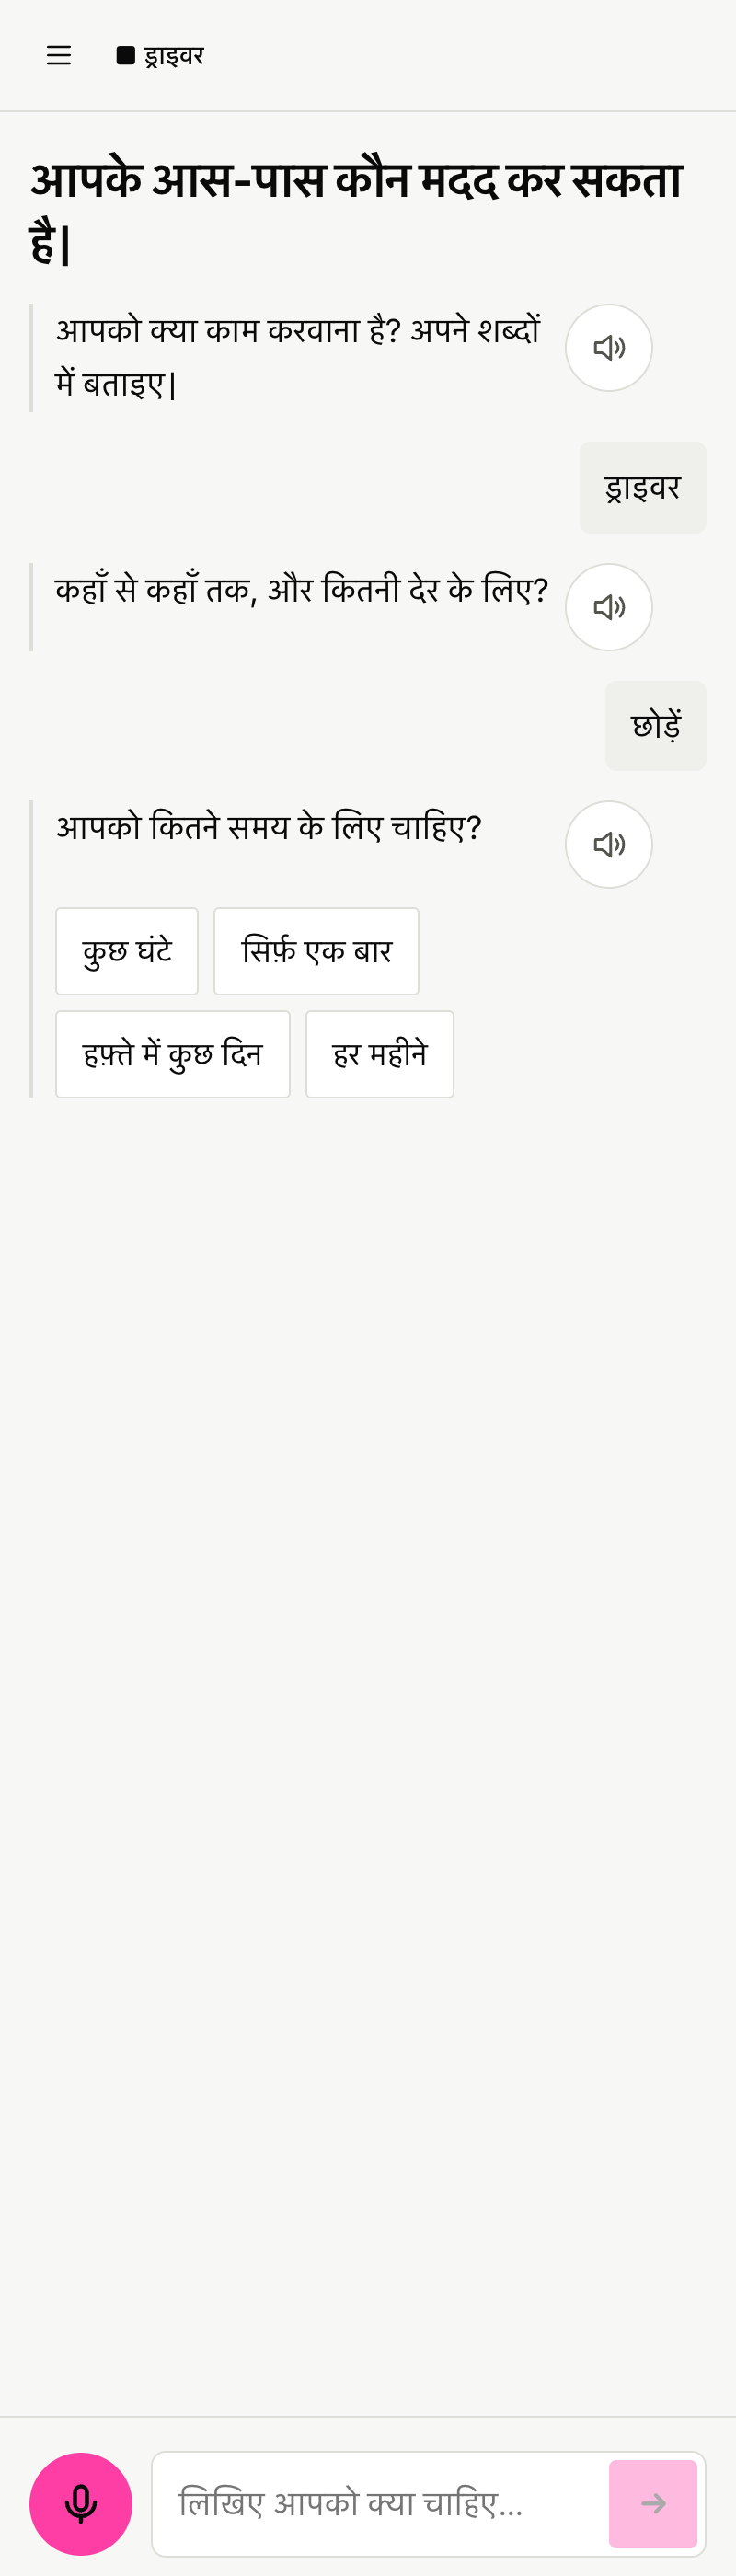 ड्राइवर
आपके आस-पास कौन मदद कर सकता
है।
आपको क्या काम करवाना है? अपने शब्दों
में बताइए।
ड्राइवर
कहाँ से कहाँ तक, और कितनी देर के लिए?
छोड़ें
आपको कितने समय के लिए चाहिए?
कुछ घंटे
सिर्फ़ एक बार
हफ़्ते में कुछ दिन
हर महीने
लिखिए आपको क्या चाहिए...